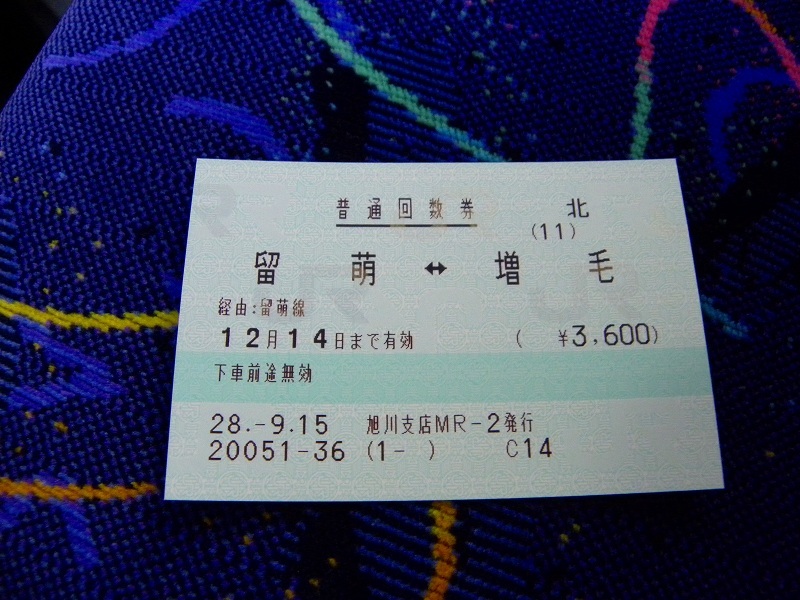 普通回数券 北
(11)
留萌 ↔ 増毛
経由:留萌線
12月14日まで有効 ( ¥3,600)
下車前途無効
28.-9.15 旭川支店MR-2発行
20051-36 (1- ) C14